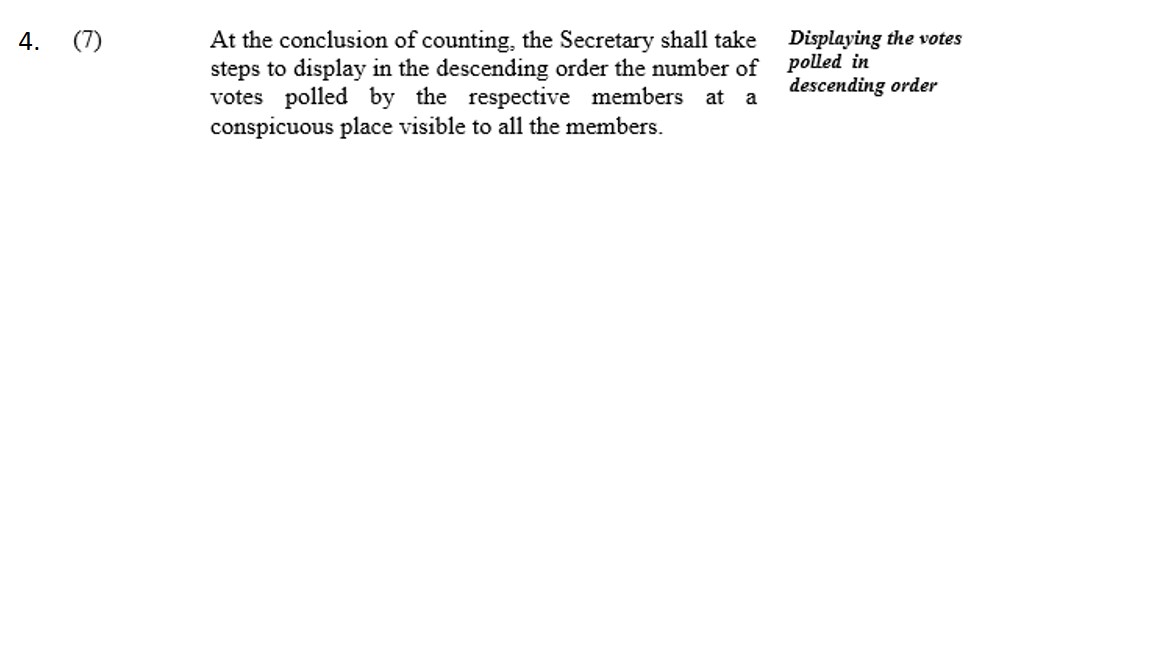 4. (7) At the conclusion of counting, the Secretary shall take
steps to display in the descending order the number of
votes polled by the respective members at a
conspicuous place visible to all the members.
Displaying the votes
polled in
descending order